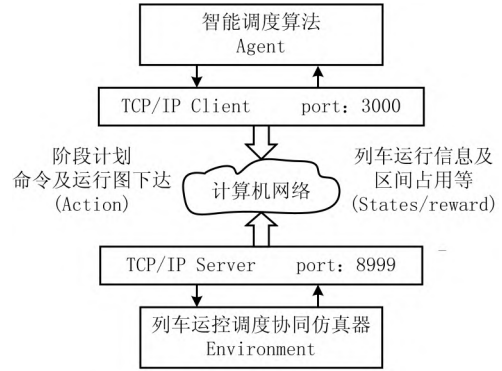 智能调度算法
Agent
TCP/IP Client port: 3000
阶段计划
命令及运行图下达
(Action)
计算机网络
列车运行信息及
区间占用等
(States/reward)
TCP/IP Server port: 8999
列车运控调度协同仿真器
Environment